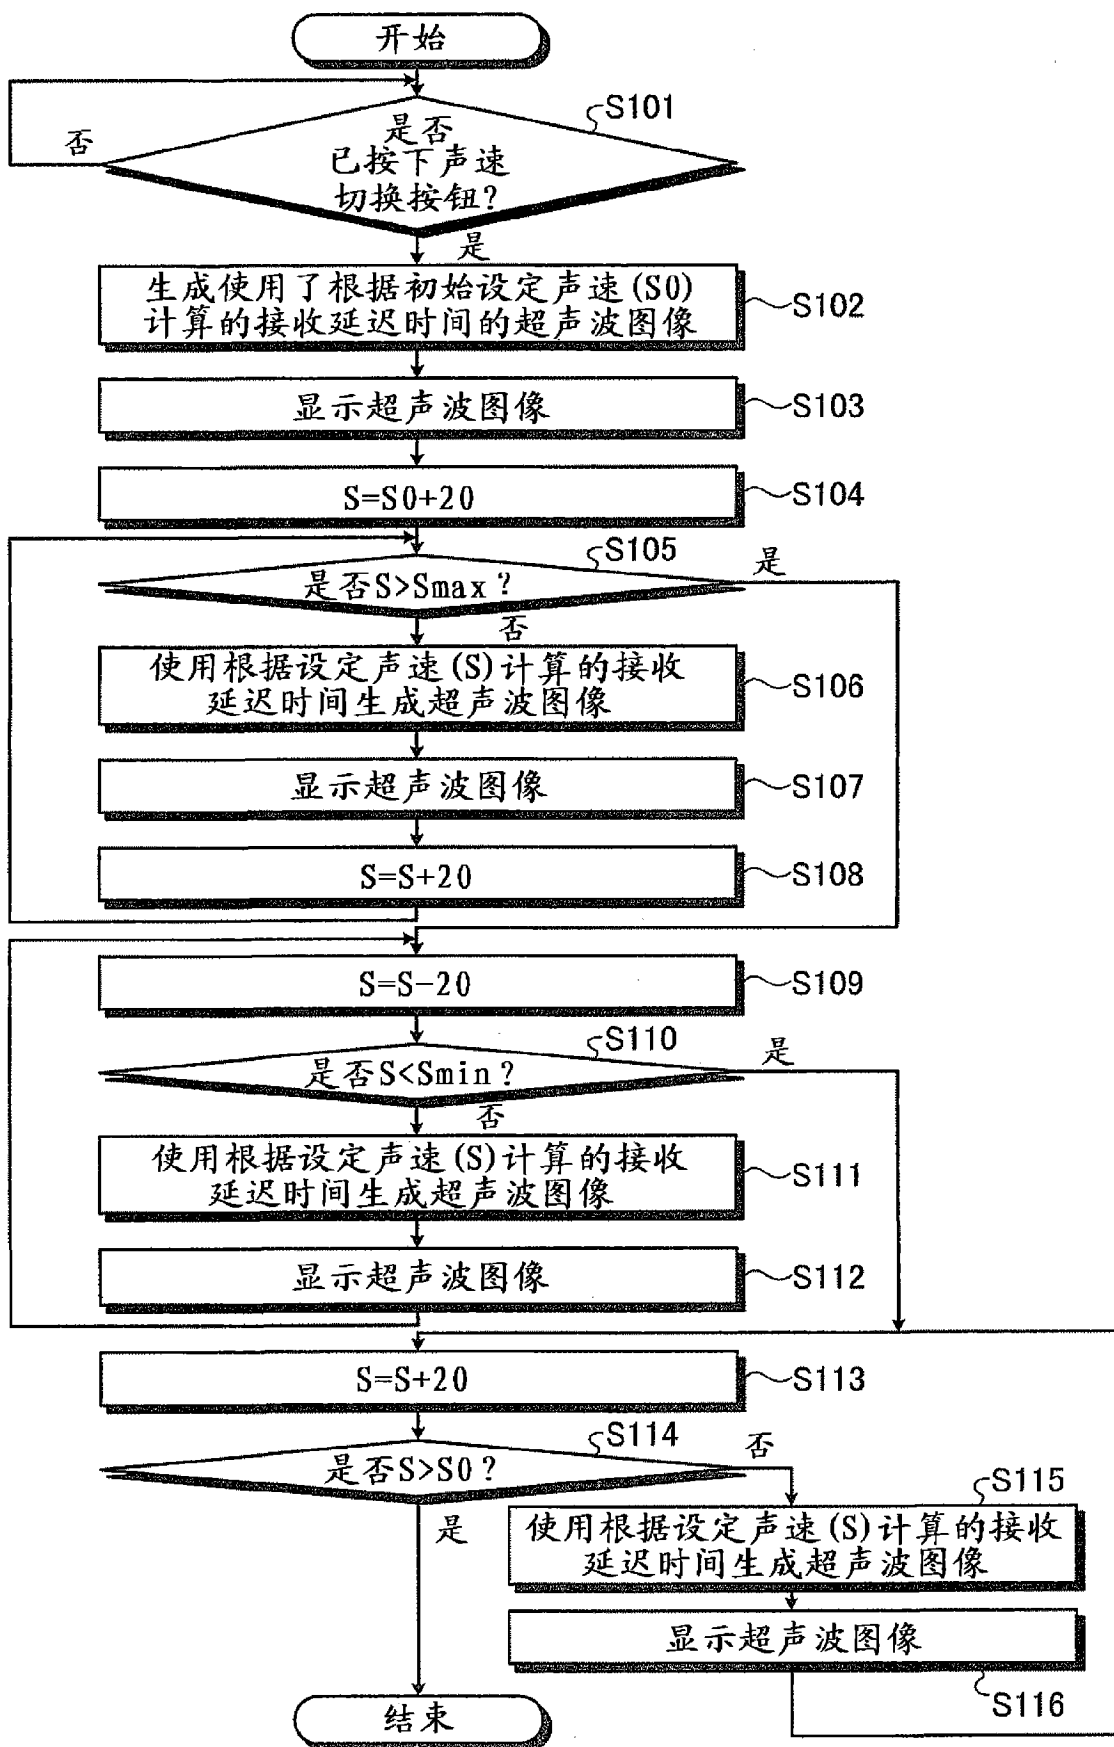 开始
S101
是否
已按下声速
切换按钮?
否
是
生成使用了根据初始设定声速(S0)
计算的接收延迟时间的超声波图像
S102
显示超声波图像
S103
S=S0+20
S104
S105
是否S>Smax?
是
否
使用根据设定声速(S)计算的接收
延迟时间生成超声波图像
S106
显示超声波图像
S107
S=S+20
S108
S=S-20
S109
S110
是否S<Smin?
是
否
使用根据设定声速(S)计算的接收
延迟时间生成超声波图像
S111
显示超声波图像
S112
S=S+20
S113
S114
是否S>S0?
否
是
S115
使用根据设定声速(S)计算的接收
延迟时间生成超声波图像
显示超声波图像
S116
结束